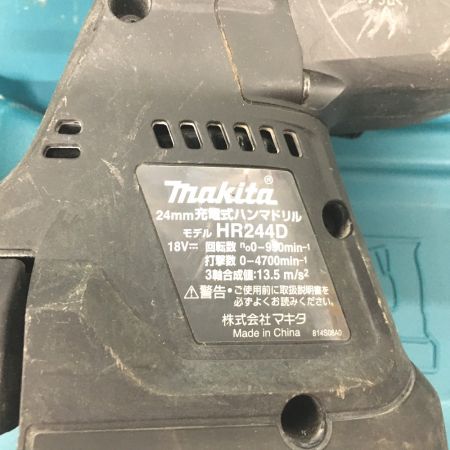 makita®
24mm充電式ハンマドリル
モデル HR244D
18V⎓ 回転数 n0 0-950min-1
打撃数 0-4700min-1
3軸合成値:13.5 m/s2
⚠警告・ご使用前に取扱説明書を
必ずよくお読みください。
株式会社 マキタ
Made in China 814S08A0